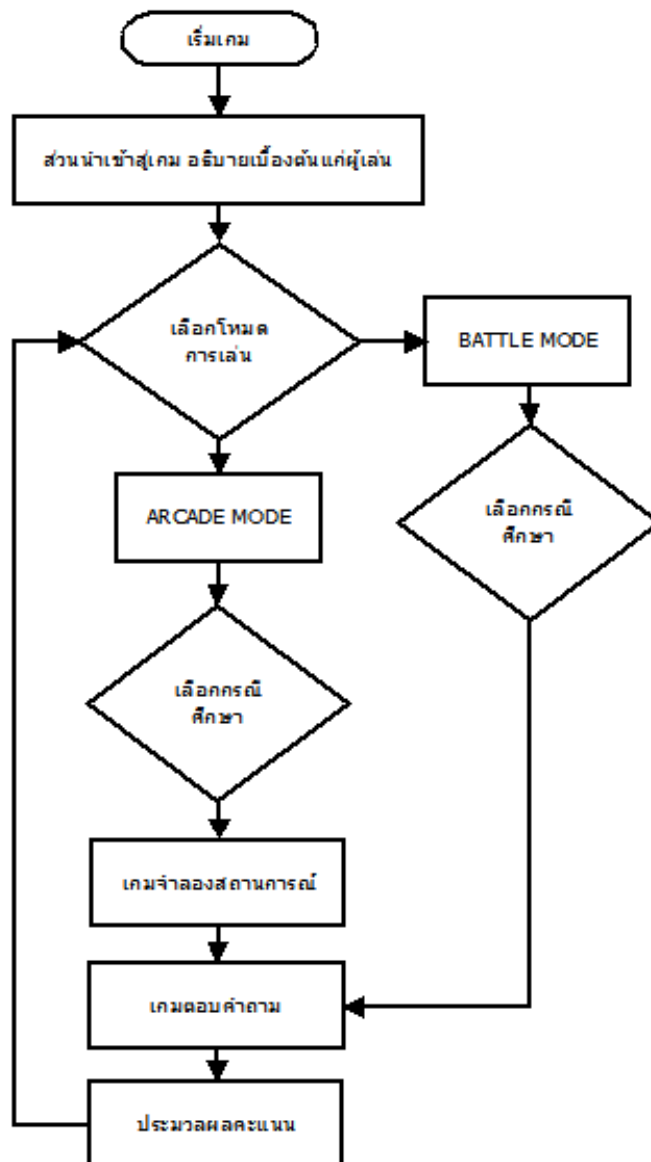 เริ่มเกม
ส่วนนำเข้าสู่เกม อธิบายเบื้องต้นแก่ผู้เล่น
เลือกโหมด
การเล่น
BATTLE MODE
ARCADE MODE
เลือกกรณี
ศึกษา
เลือกกรณี
ศึกษา
เกมจำลองสถานการณ์
เกมตอบคำถาม
ประมวลผลคะแนน